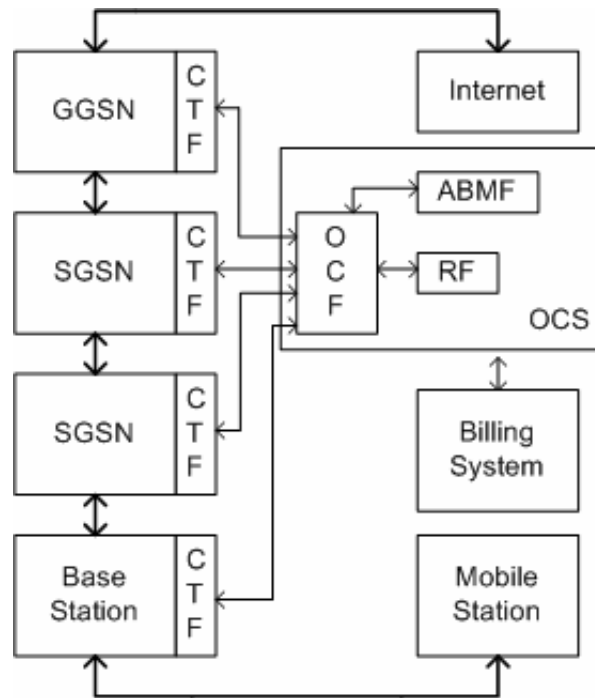 GGSN
C
T
F
Internet
ABMF
O
C
F
RF
OCS
SGSN
C
T
F
SGSN
C
T
F
Billing
System
Base
Station
C
T
F
Mobile
Station